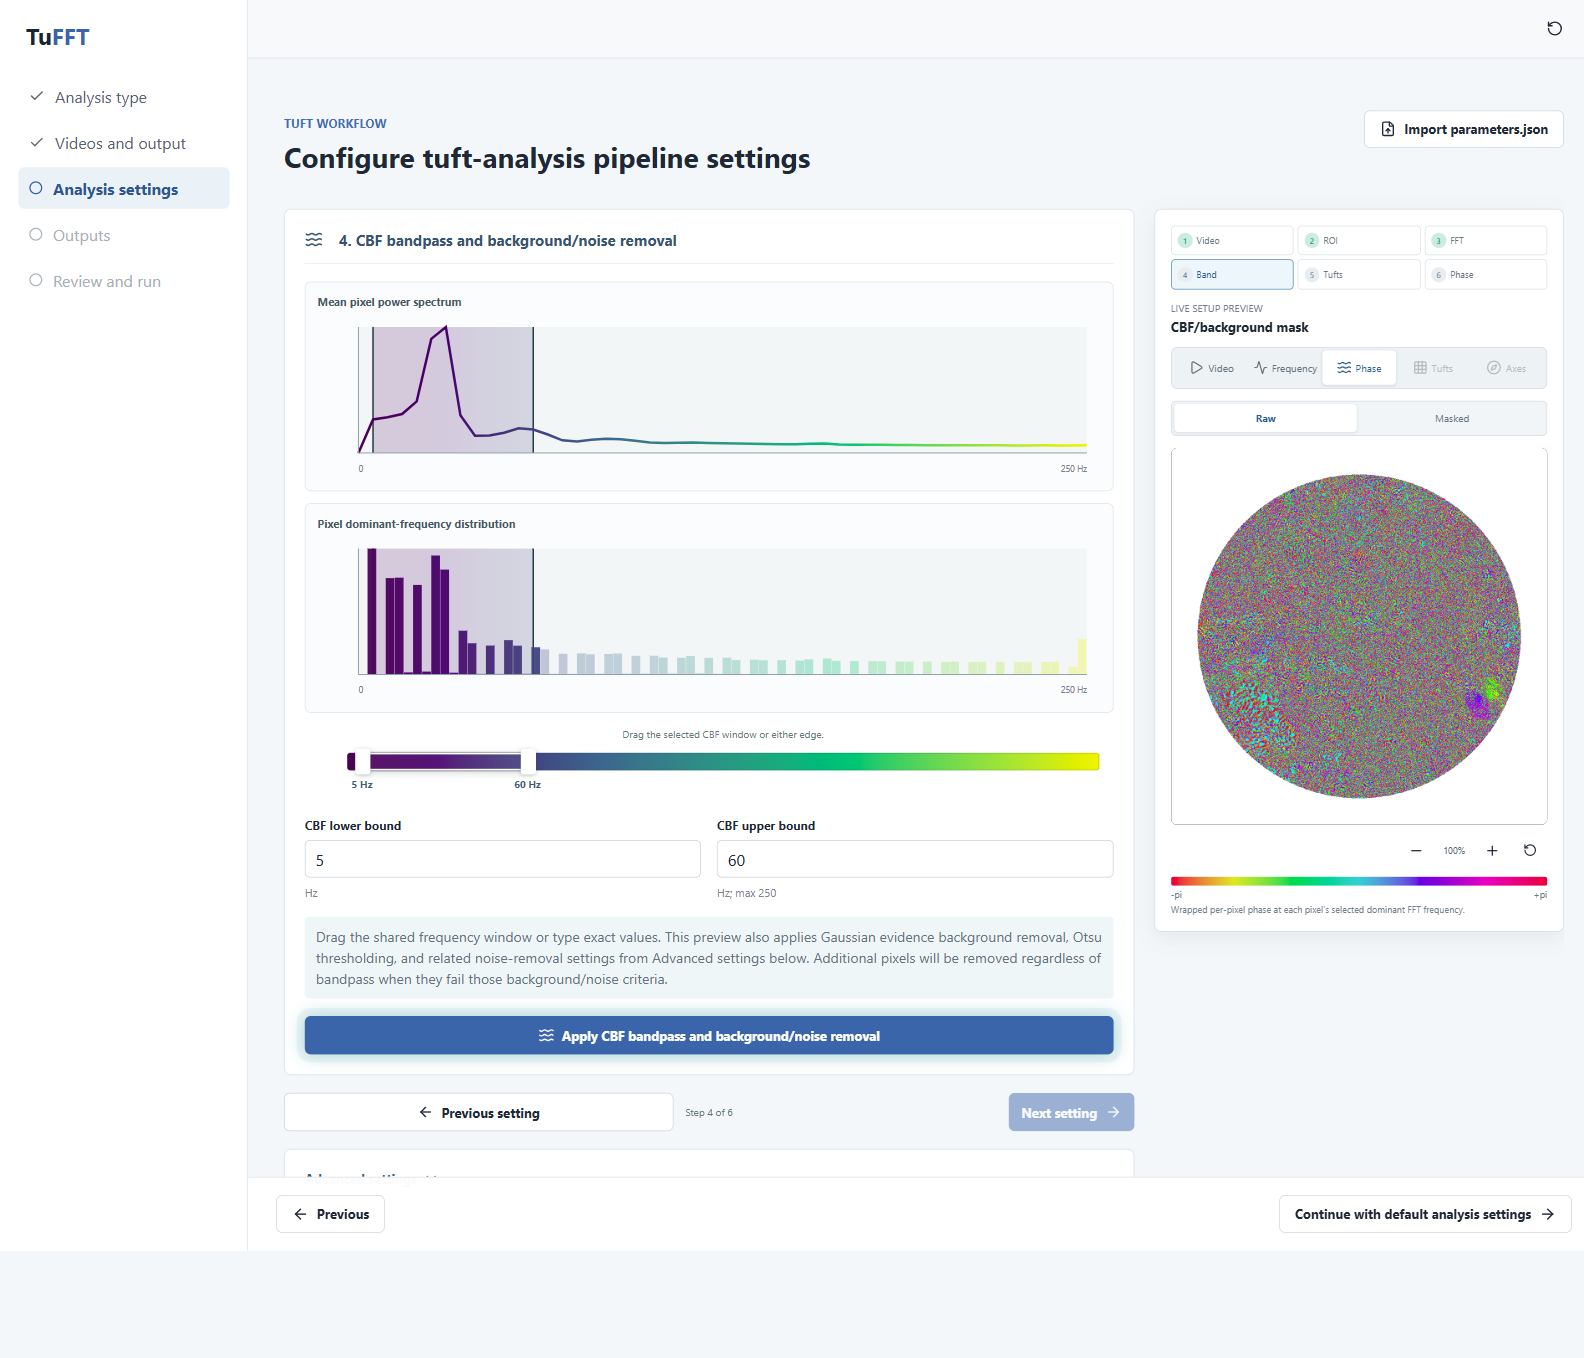 TuFFT
Analysis type
Videos and output
Analysis settings
Outputs
Review and run
TUFT WORKFLOW
Configure tuft-analysis pipeline settings
Import parameters.json
4. CBF bandpass and background/noise removal
Mean pixel power spectrum
0
250 Hz
Pixel dominant-frequency distribution
0
250 Hz
Drag the selected CBF window or either edge.
5 Hz
60 Hz
CBF lower bound
CBF upper bound
5
60
Hz
Hz; max 250
Drag the shared frequency window or type exact values. This preview also applies Gaussian evidence background removal, Otsu
thresholding, and related noise-removal settings from Advanced settings below. Additional pixels will be removed regardless of
bandpass when they fail those background/noise criteria.
Apply CBF bandpass and background/noise removal
Previous setting
Step 4 of 6
Next setting
Previous
Continue with default analysis settings
1 Video
2 ROI
3 FFT
4 Band
5 Tufts
6 Phase
LIVE SETUP PREVIEW
CBF/background mask
Video
Frequency
Phase
Tufts
Axes
Raw
Masked
100%
-pi
+pi
Wrapped per-pixel phase at each pixel's selected dominant FFT frequency.